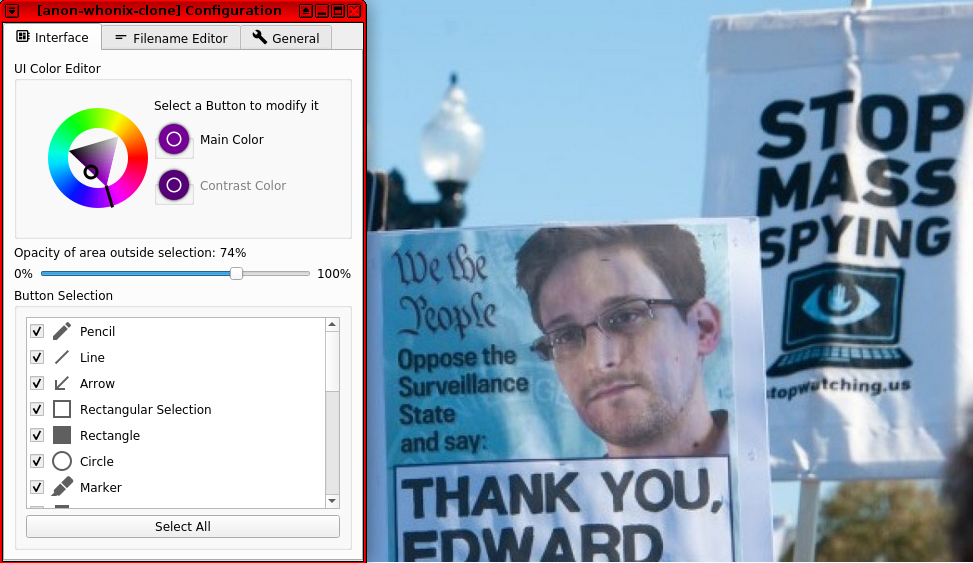 [anon-whonix-clone] Configuration
Interface
Filename Editor
General
UI Color Editor
Select a Button to modify it
Main Color
Contrast Color
Opacity of area outside selection: 74%
0%
100%
Button Selection
Pencil
Line
Arrow
Rectangular Selection
Rectangle
Circle
Marker
Select All
We the
People
Oppose the
Surveillance
State
and say:
THANK YOU,
EDWARD
STOP
MASS
SPYING
stopwatching.us